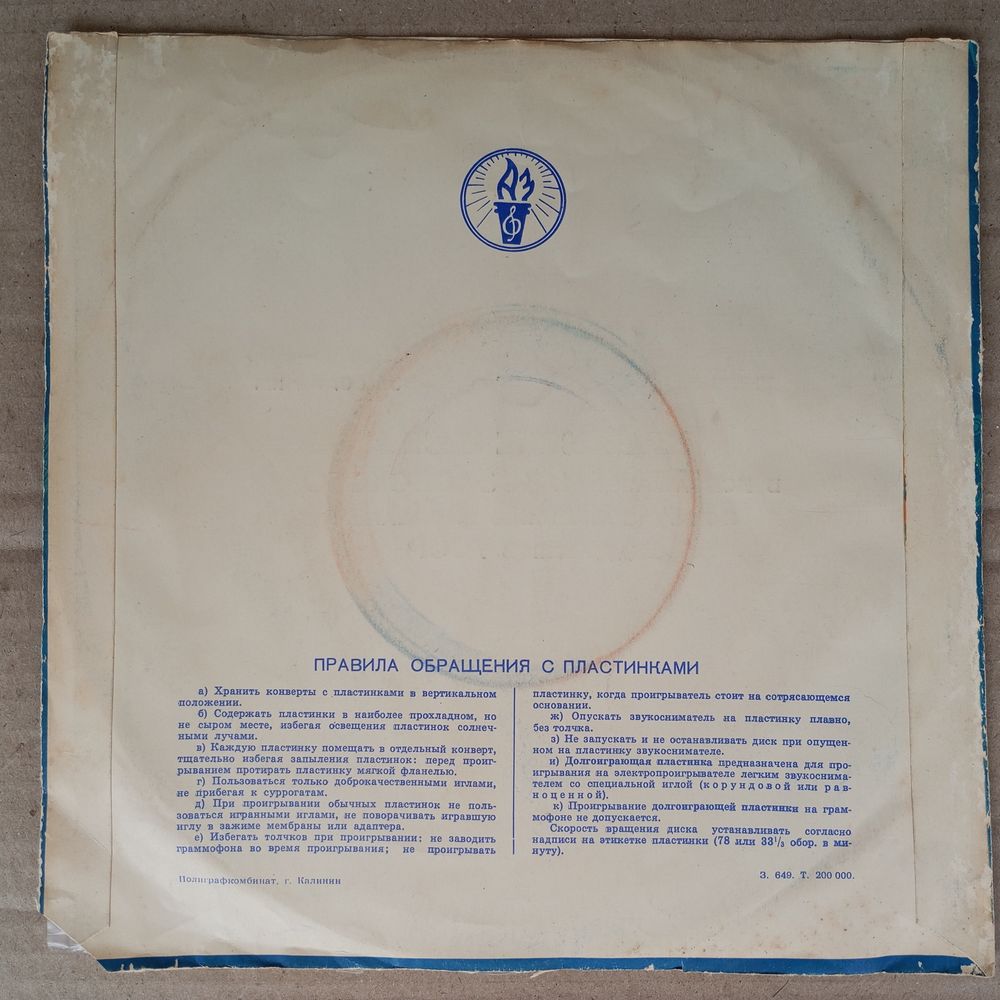 АЗ
ПРАВИЛА ОБРАЩЕНИЯ С ПЛАСТИНКАМИ
а) Хранить конверты с пластинками в вертикальном
положении.
б) Содержать пластинки в наиболее прохладном, но
не сыром месте, избегая освещения пластинок солнеч-
ными лучами.
в) Каждую пластинку помещать в отдельный конверт,
тщательно избегая запыления пластинок: перед проиг-
рыванием протирать пластинку мягкой фланелью.
г) Пользоваться только доброкачественными иглами,
не прибегая к суррогатам.
д) При проигрывании обычных пластинок не поль-
зоваться игранными иглами, не поворачивать игравшую
иглу в зажиме мембраны или адаптера.
е) Избегать толчков при проигрывании: не заводить
граммофона во время проигрывания; не проигрывать
пластинку, когда проигрыватель стоит на сотрясающемся
основании.
ж) Опускать звукосниматель на пластинку плавно,
без толчка.
з) Не запускать и не останавливать диск при опущен-
ном на пластинку звукоснимателе.
и) Долгоиграющая пластинка предназначена для про-
игрывания на электропроигрывателе легким звукоснима-
телем со специальной иглой (корундовой или рав-
ноценной).
к) Проигрывание долгоиграющей пластинки на грам-
мофоне не допускается.
Скорость вращения диска устанавливать согласно
надписи на этикетке пластинки (78 или 33¹/₃ обор. в ми-
нуту).
Полиграфкомбинат, г. Калинин
З. 649. Т. 200 000.